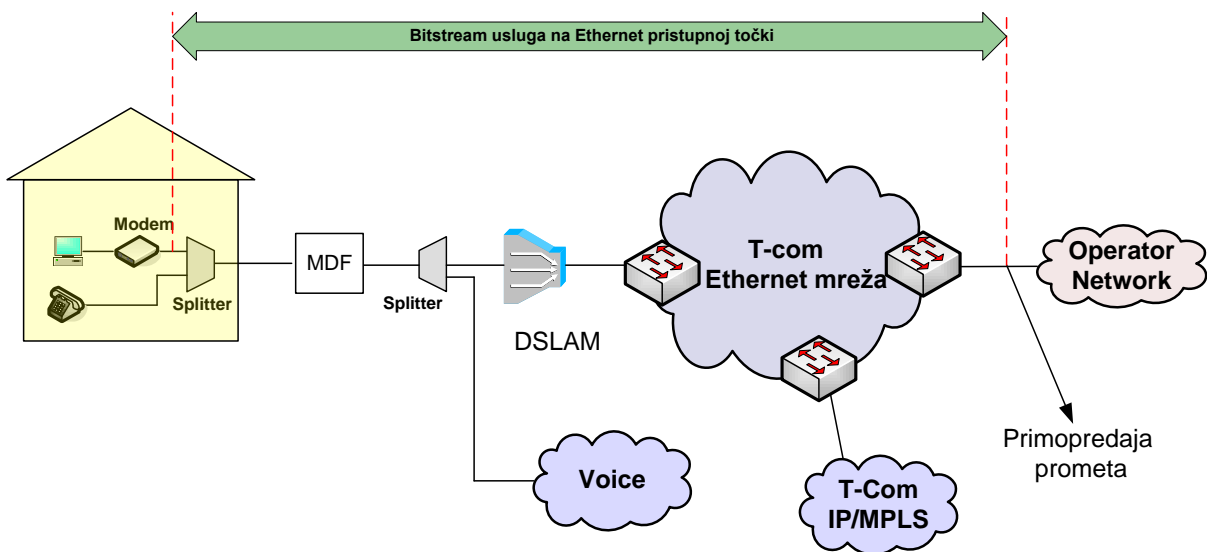 Bitstream usluga na Ethernet pristupnoj točki
Modem
Splitter
MDF
Splitter
DSLAM
T-com
Ethernet mreža
Operator
Network
Voice
T-Com
IP/MPLS
Primopredaja
prometa